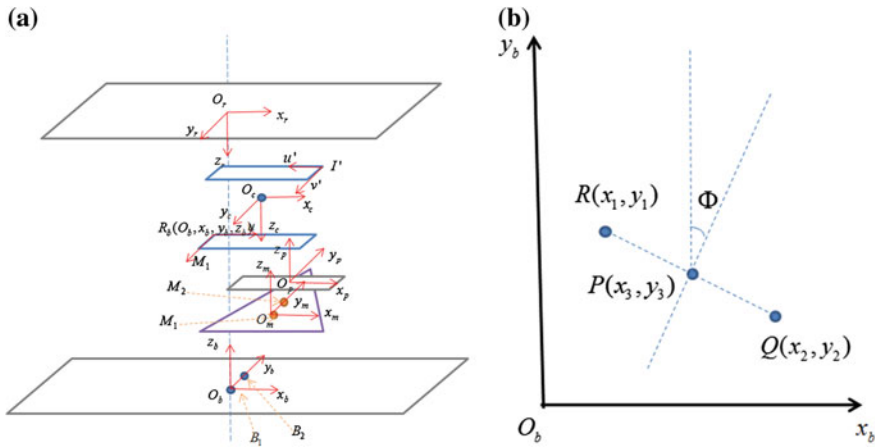 (a)
O_r
x_r
y_r
z_r
u'
I'
v'
O_c
x_c
y_c
z_c
R_b(O_b, x_b, y_b, z_b)
M_1
z_p
y_p
z_m
M_2
O_p
x_p
y_m
M_1
O_m
x_m
z_b
y_b
O_b
x_b
B_1
B_2
(b)
y_b
R(x_1, y_1)
Φ
P(x_3, y_3)
Q(x_2, y_2)
O_b
x_b